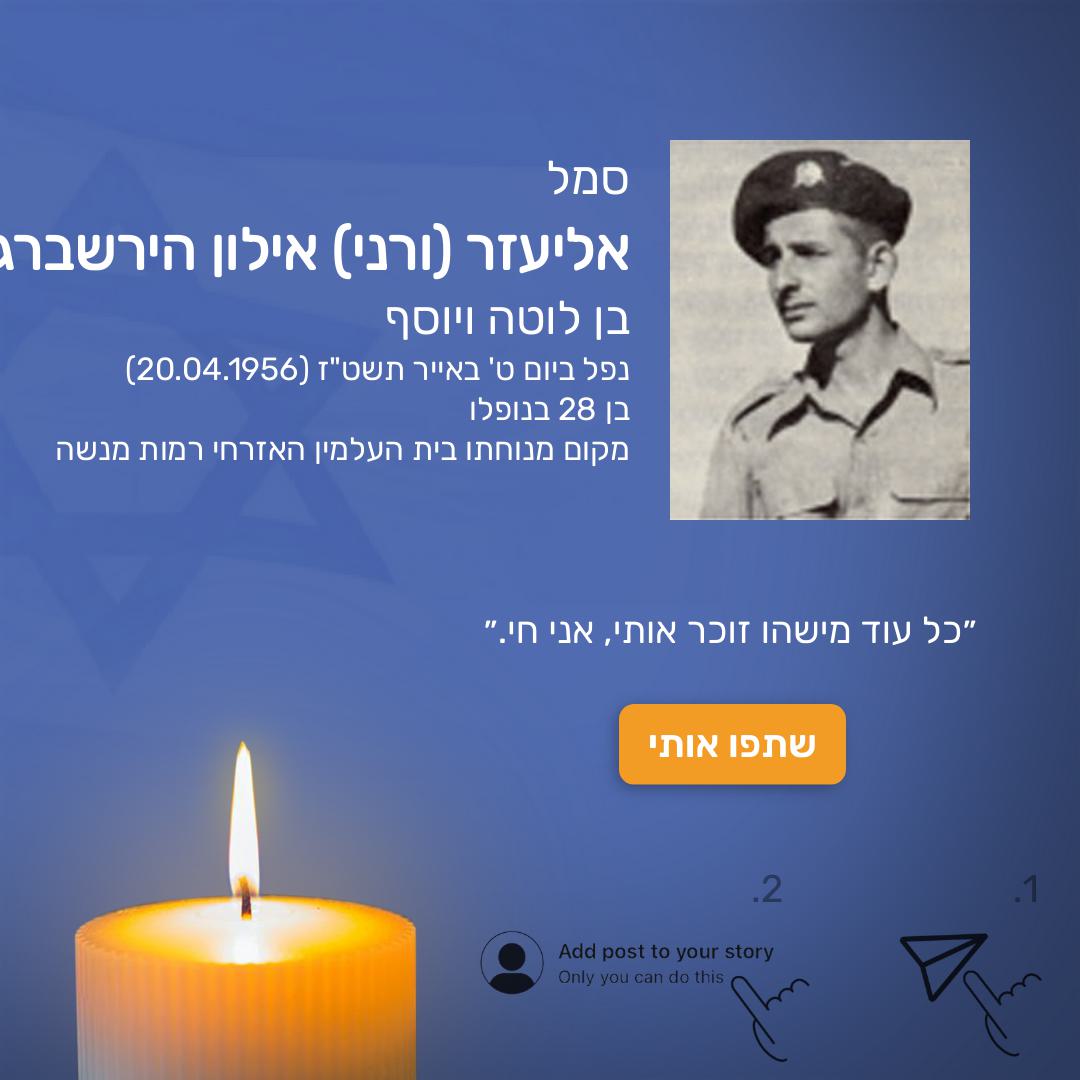 סמל
אליעזר (ורני) אילון הירשברג
בן לוטה ויוסף
נפל ביום ט' באייר תשט"ז (20.04.1956)
בן 28 בנופלו
מקום מנוחתו בית העלמין האזרחי רמות מנשה
״כל עוד מישהו זוכר אותי, אני חי.״
שתפו אותי
1.
2.
Add post to your story
Only you can do this